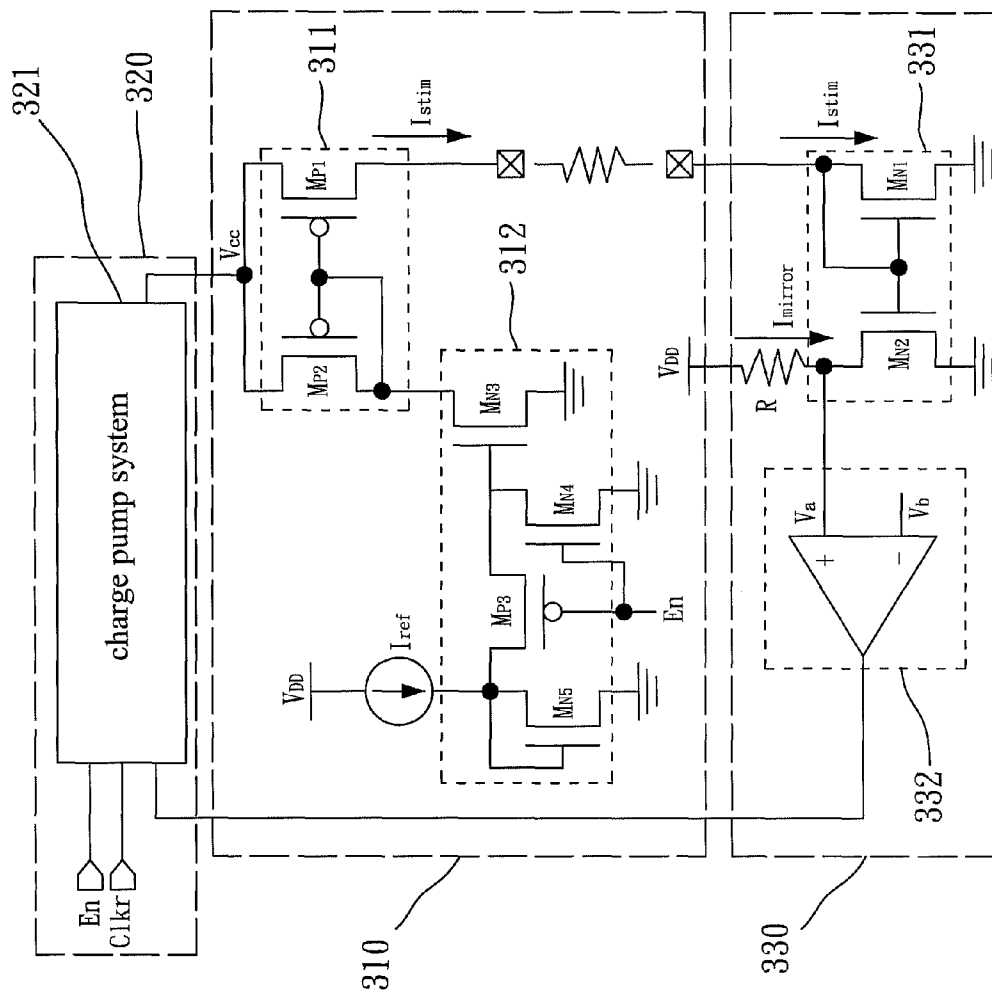 321
320
charge pump system
En
Clkr
Vcc
311
MP2
MP1
Istim
312
VDD
Iref
MN3
MP3
MN4
MN5
En
310
VDD
R
Imirror
Istim
331
MN2
MN1
Va
+
-
Vb
332
330